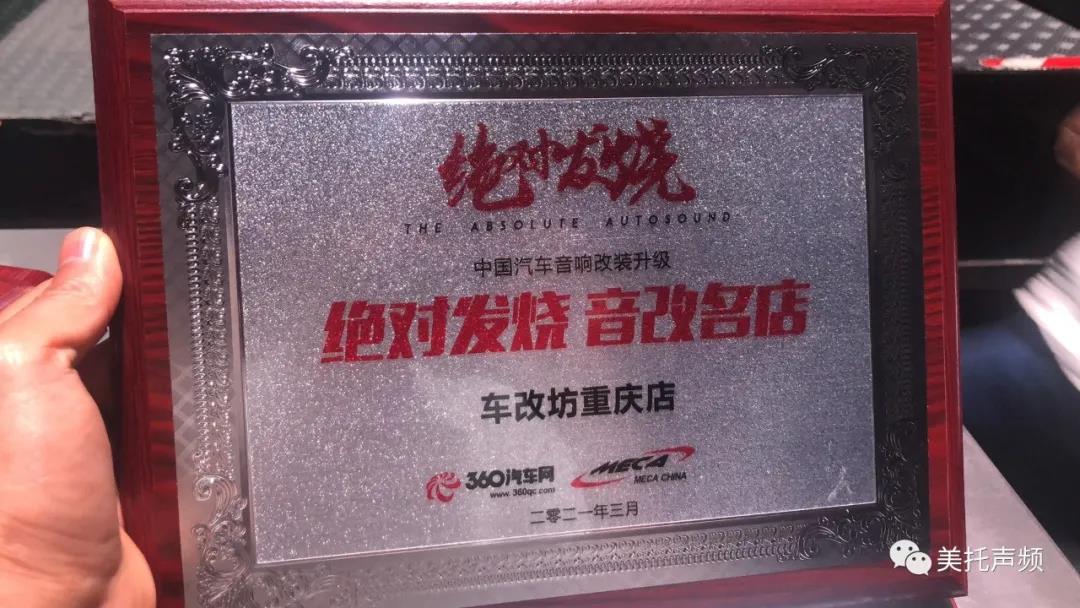 绝对发烧
THE ABSOLUTE AUTOSOUND
中国汽车音响改装升级
绝对发烧 音改名店
车改坊重庆店
360汽车网
www.360qc.com
MECA
MECA CHINA
二零二一年三月
美托声频